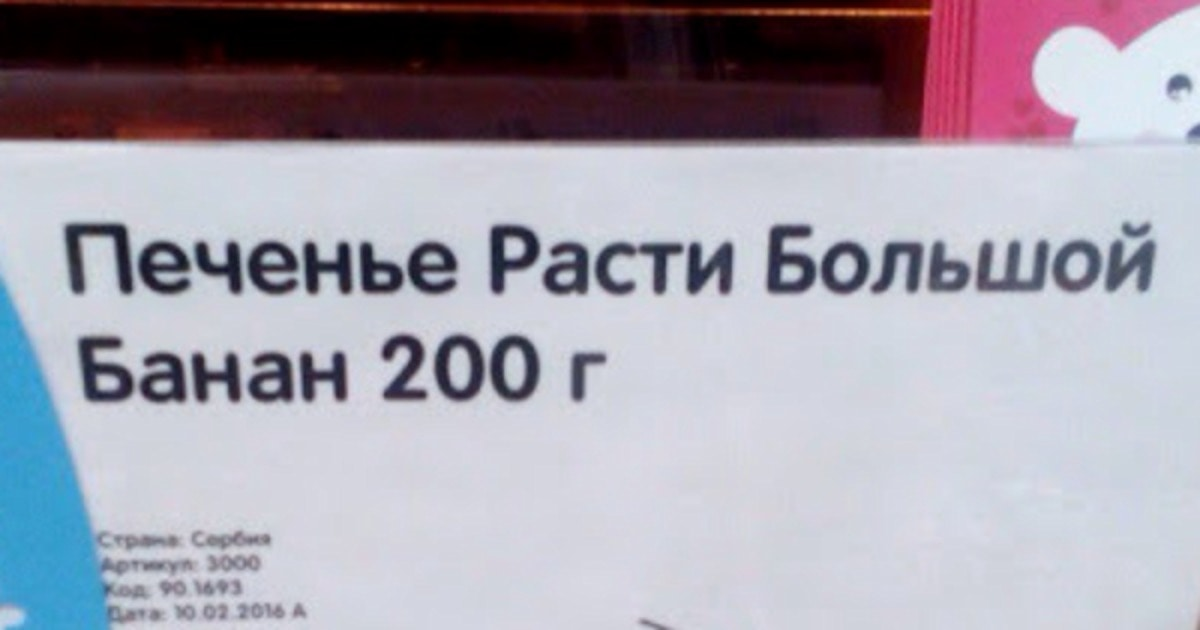 Печенье Расти Большой
Банан 200 г
Страна: Сербия
Артикул: 3000
Код: 90.1693
Дата: 10.02.2016 А